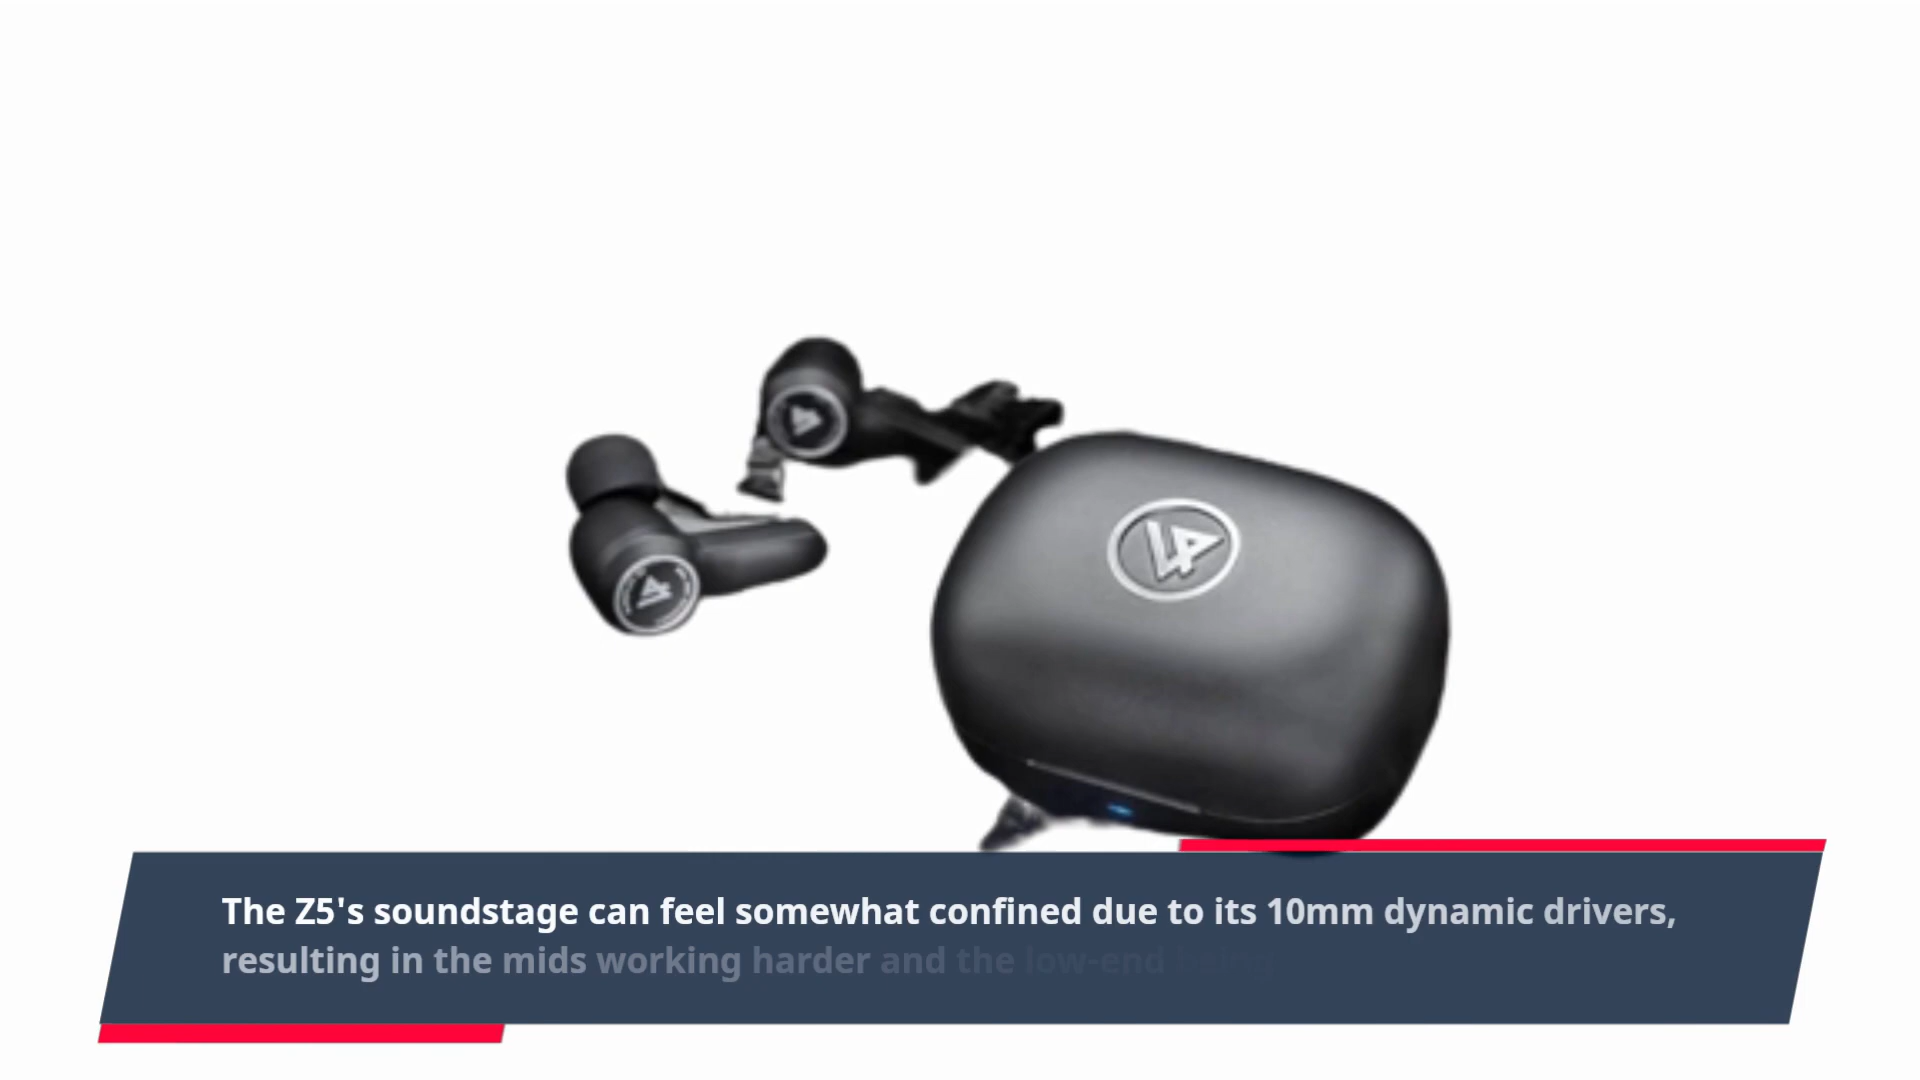 The Z5's soundstage can feel somewhat confined due to its 10mm dynamic drivers,
resulting in the mids working harder and the low-end being